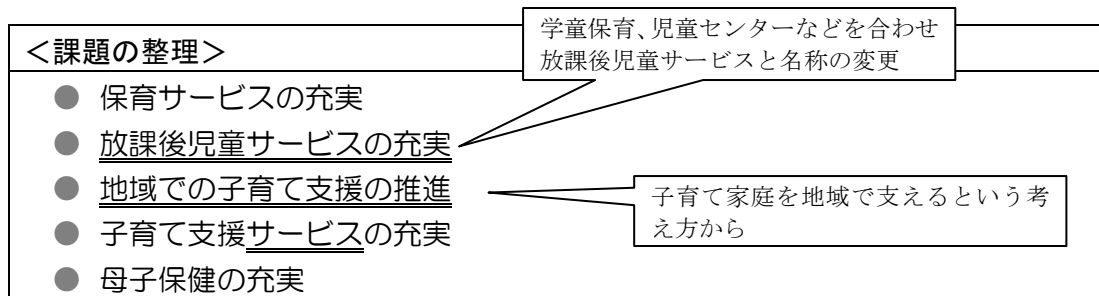 学童保育、児童センターなどを合わせ
放課後児童サービスと名称の変更
＜課題の整理＞
● 保育サービスの充実
● 放課後児童サービスの充実
● 地域での子育て支援の推進
子育て家庭を地域で支えるという考
え方から
● 子育て支援サービスの充実
● 母子保健の充実